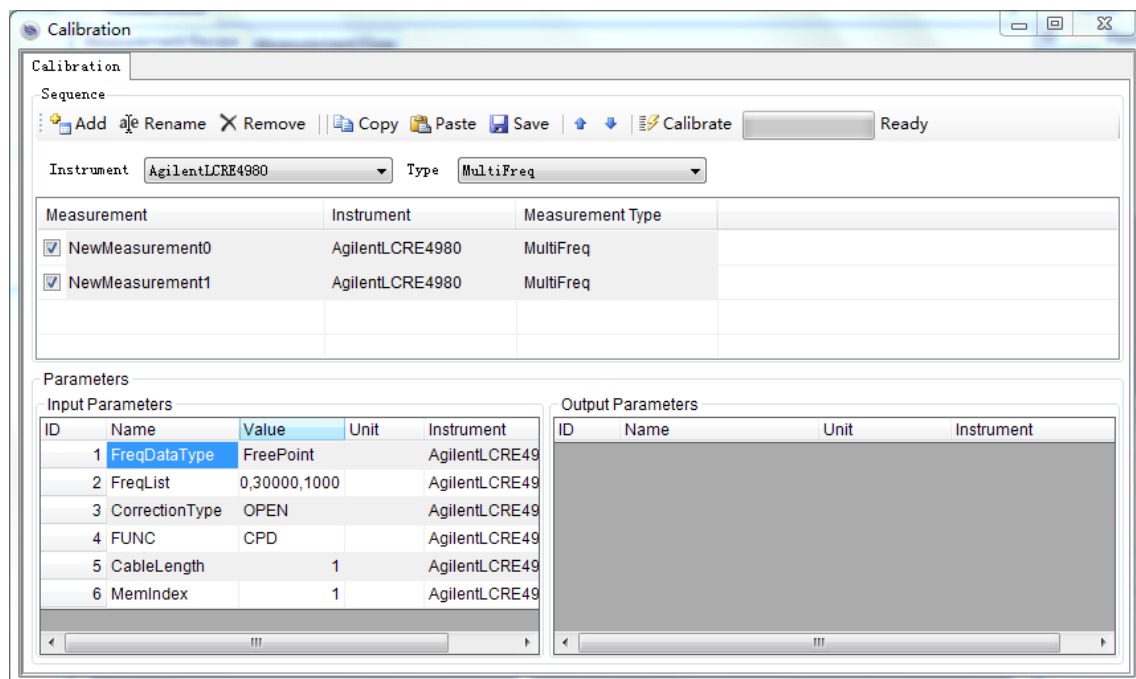 Calibration
Calibration
Sequence
Add Rename Remove Copy Paste Save Calibrate Ready
Instrument AgilentLCRE4980 Type MultiFreq
Measurement Instrument Measurement Type
NewMeasurement0 AgilentLCRE4980 MultiFreq
NewMeasurement1 AgilentLCRE4980 MultiFreq
Parameters
Input Parameters Output Parameters
ID Name Value Unit Instrument ID Name Unit Instrument
1 FreqDataType FreePoint AgilentLCRE49
2 FreqList 0,30000,1000 AgilentLCRE49
3 CorrectionType OPEN AgilentLCRE49
4 FUNC CPD AgilentLCRE49
5 CableLength 1 AgilentLCRE49
6 MemIndex 1 AgilentLCRE49